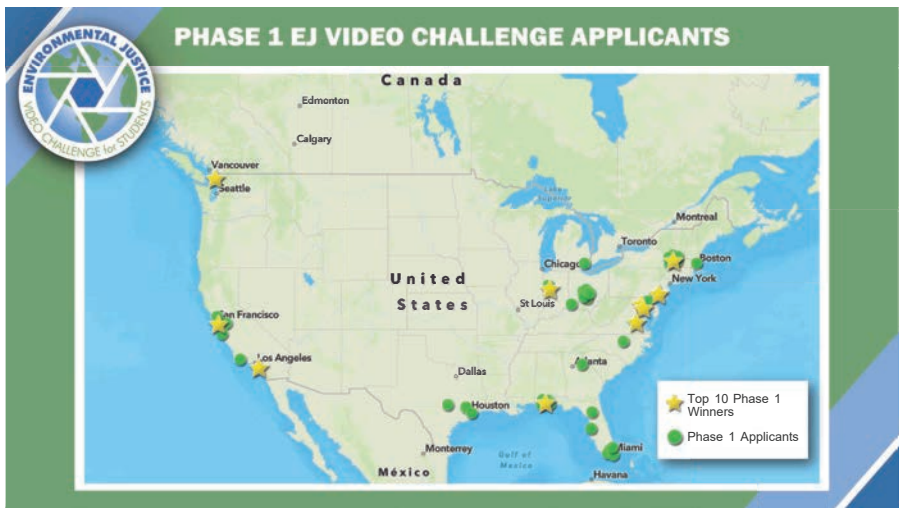 PHASE 1 EJ VIDEO CHALLENGE APPLICANTS
ENVIRONMENTAL JUSTICE
VIDEO CHALLENGE for STUDENTS
Canada
Edmonton
Calgary
Vancouver
Seattle
Lake
Superior
Montreal
Toronto
Boston
Chicago
New York
United
States
St Louis
San Francisco
Los Angeles
Atlanta
Dallas
Houston
Top 10 Phase 1
Winners
Phase 1 Applicants
Miami
Monterrey
Gulf of
Mexico
México
Havana